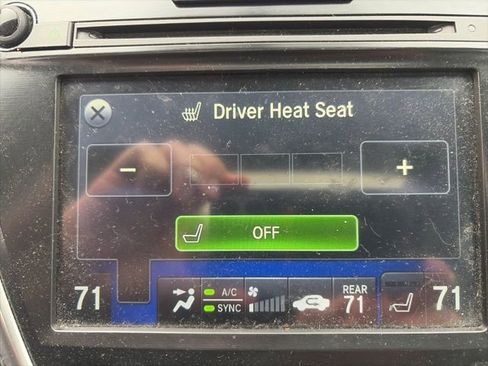 Driver Heat Seat
- +
OFF
71 A/C SYNC REAR 71 71